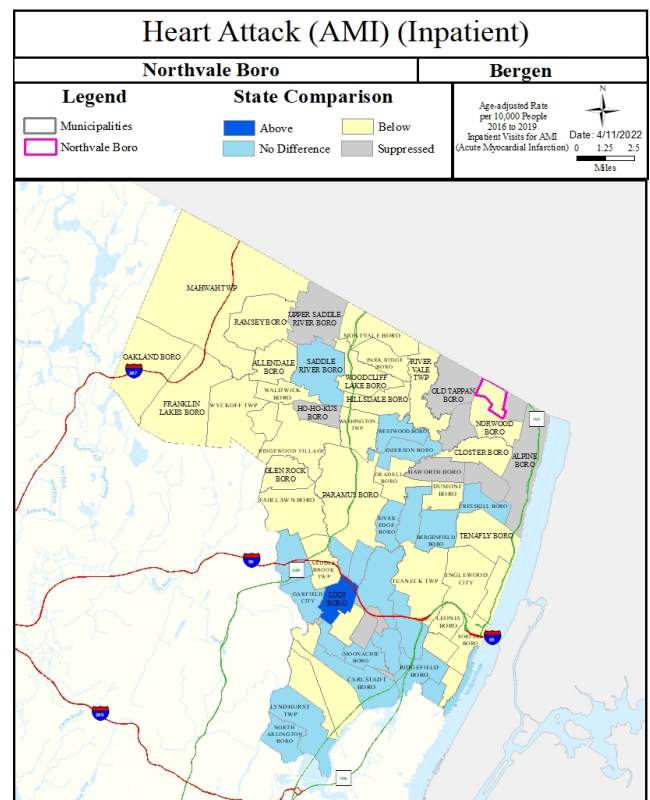 Heart Attack (AMI) (Inpatient)
Northvale Boro
Bergen
Legend
Municipalities
Northvale Boro
State Comparison
Above
Below
No Difference
Suppressed
Age-adjusted Rate
per 10,000 People
2016 to 2019
Inpatient Visits for AMI
(Acute Myocardial Infarction)
N
Date: 4/11/2022
0 1.25 2.5
Miles
MAHWAH TWP
RAMSEY BORO
UPPER SADDLE
RIVER BORO
MONTVALE BORO
OAKLAND BORO
ALLENDALE
BORO
SADDLE
RIVER BORO
PARK RIDGE
BORO
RIVER
VALE
TWP
WOODCLIFF
LAKE BORO
OLD TAPPAN
BORO
FRANKLIN
LAKES BORO
WYCKOFF TWP
WALDWICK
BORO
HILLSDALE BORO
HO-HO-KUS
BORO
WASHINGTON
TWP
WESTWOOD BORO
NORWOOD
BORO
EMERSON BORO
CLOSTER BORO
ALPINE
BORO
RIDGEWOOD VILLAGE
GLEN ROCK
BORO
ORADELL
BORO
HAWORTH BORO
DUMONT
BORO
FAIR LAWN BORO
PARAMUS BORO
CRESSKILL BORO
RIVER
EDGE
BORO
BERGENFIELD
BORO
TENAFLY BORO
SADDLE
BROOK
TWP
TEANECK TWP
ENGLEWOOD
CITY
GARFIELD
CITY
LODI
BORO
LEONIA
BORO
FORT LEE
BORO
MOONACHIE
BORO
RIDGEFIELD
BORO
CARLSTADT
BORO
LYNDHURST
TWP
NORTH
ARLINGTON
BORO
287
80
95
280
GSP